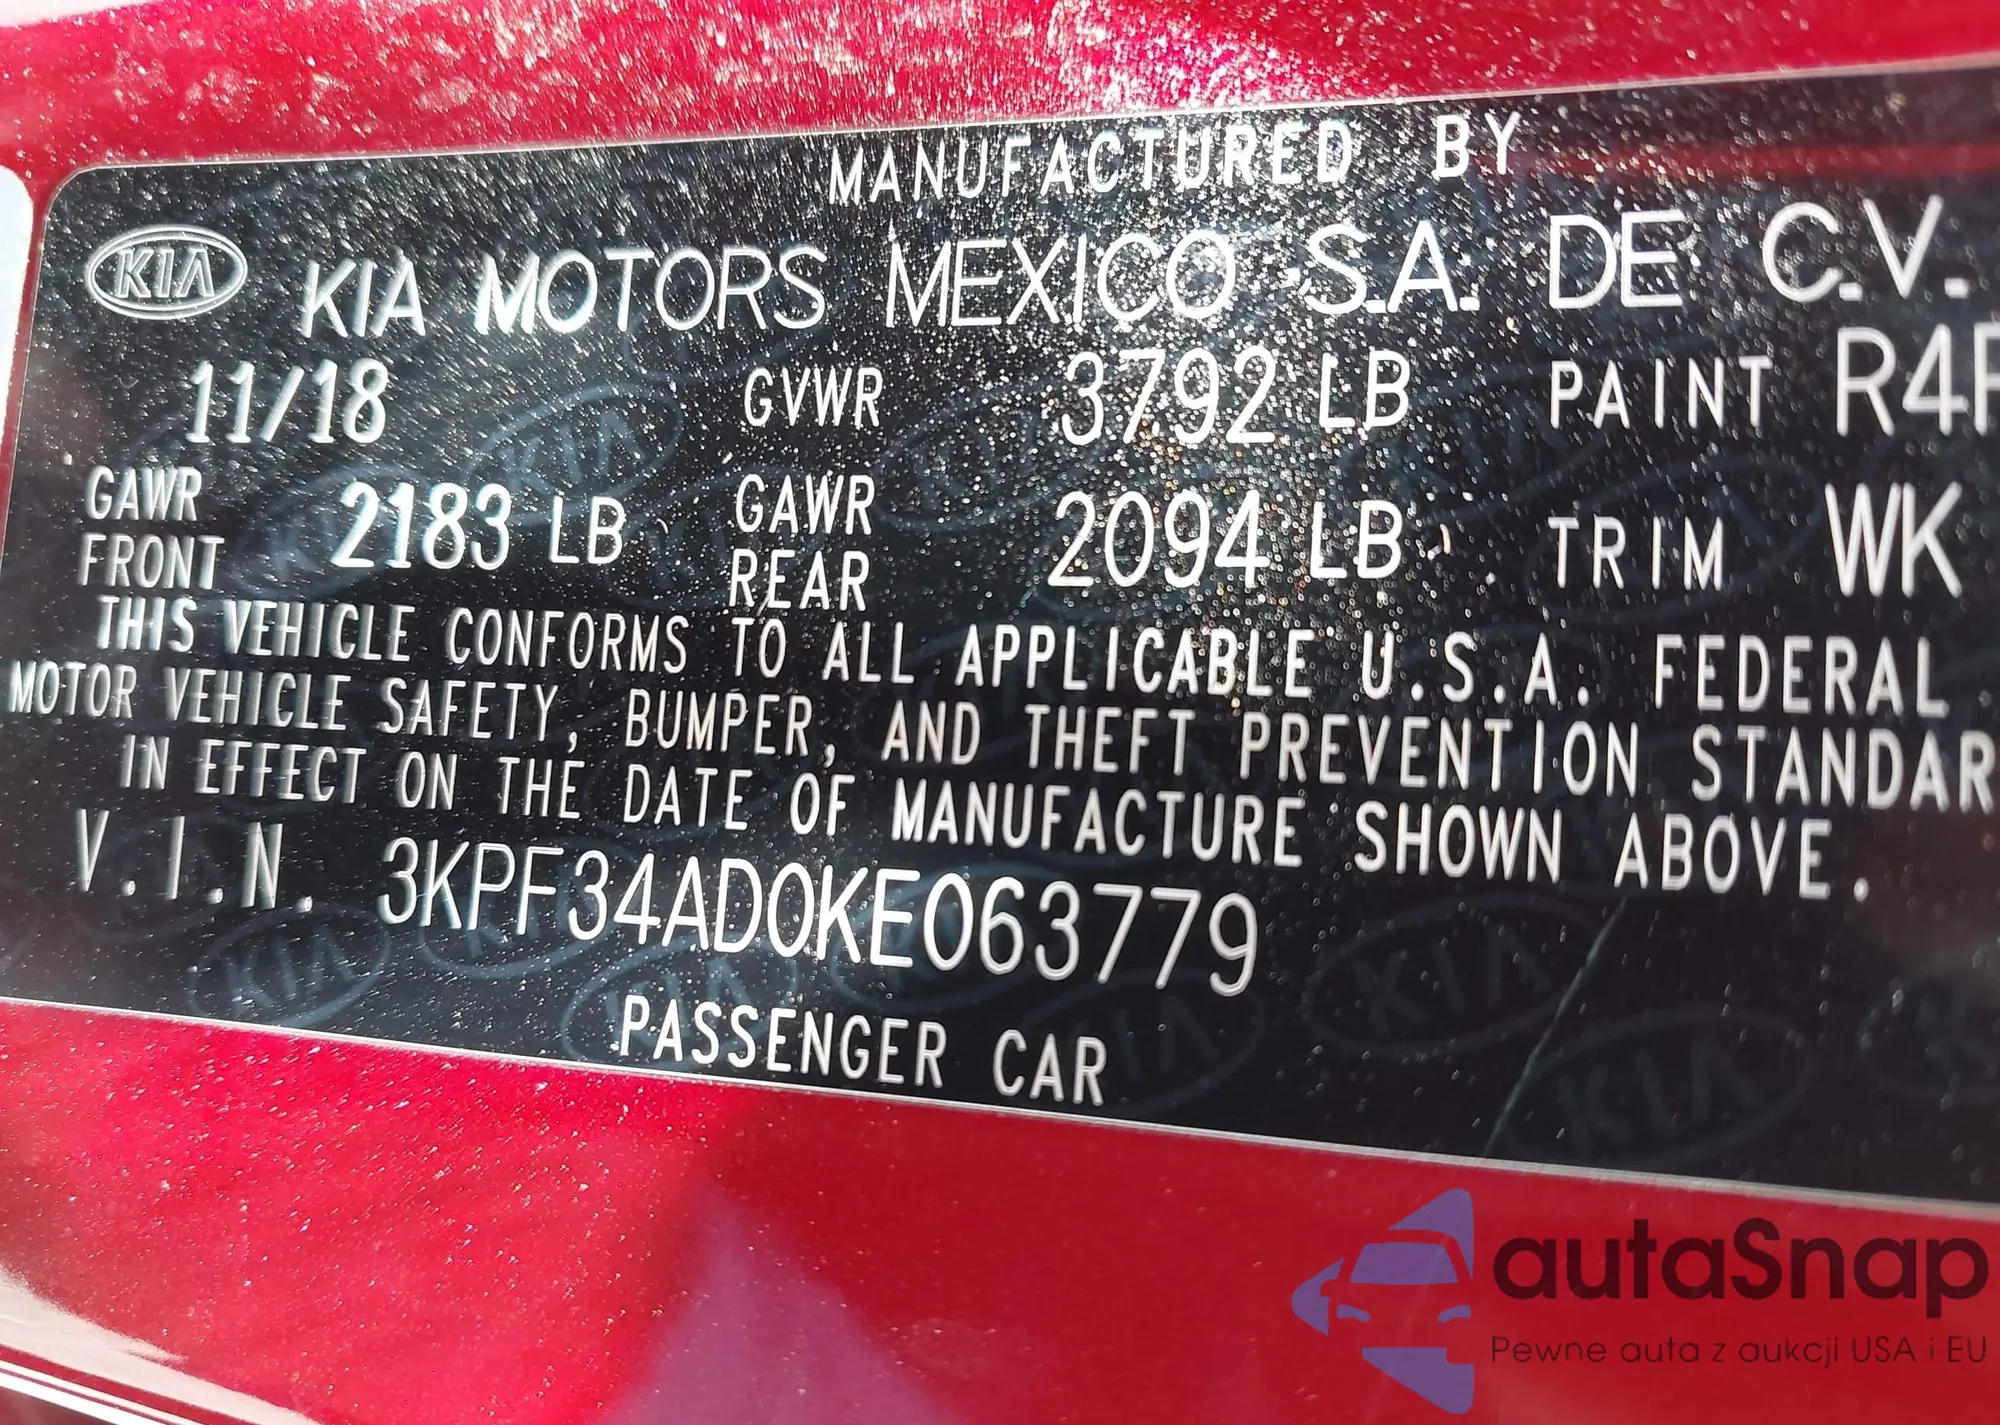 MANUFACTURED BY
KIA KIA MOTORS MEXICO S.A. DE C.V.
11/18 GVWR 3792 LB PAINT
GAWR FRONT 2183 LB GAWR REAR 2094 LB TRIM WK
THIS VEHICLE CONFORMS TO ALL APPLICABLE U.S.A. FEDERAL
MOTOR VEHICLE SAFETY, BUMPER, AND THEFT PREVENTION STANDAR
IN EFFECT ON THE DATE OF MANUFACTURE SHOWN ABOVE.
V.I.N. 3KPF34AD0KE063779
PASSENGER CAR
autaSnap
Pewne auta z aukcji USA i EU